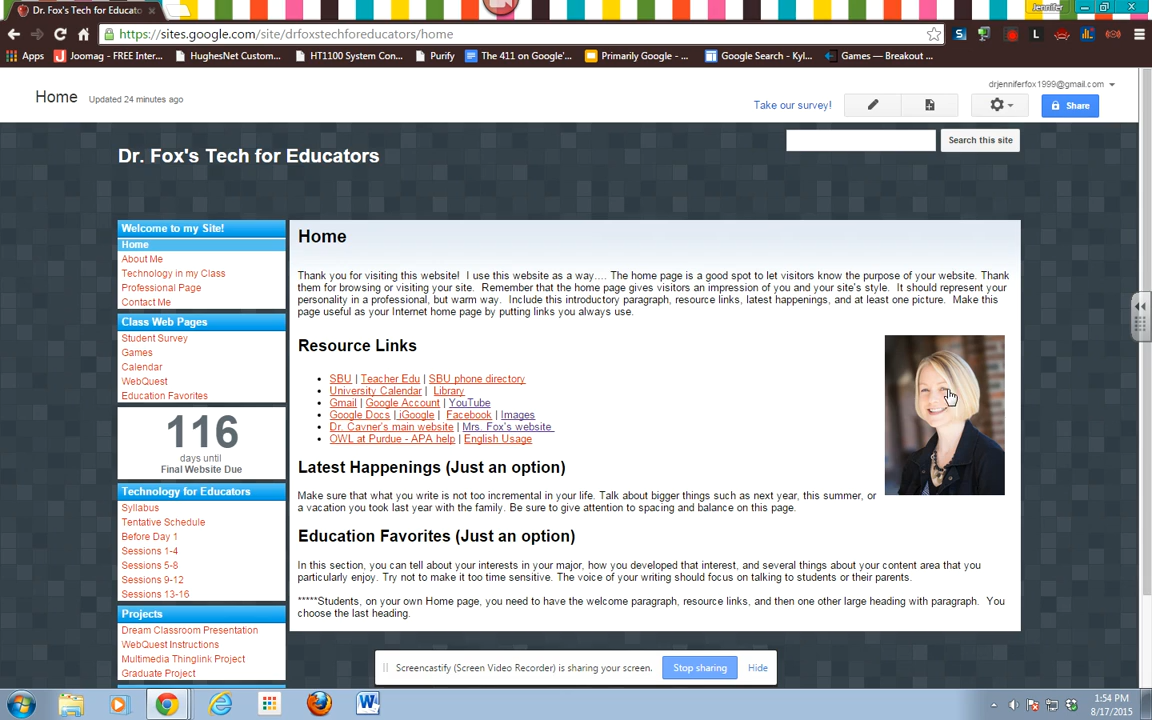 Dr. Fox's Tech for Educato
Jennifer
https://sites.google.com/site/drfoxstechforeducators/home
Apps Joomag - FREE Inter... HughesNet Custom... HT1100 System Con... Purify The 411 on Google'... Primarily Google - ... Google Search - Kyl... Games — Breakout ...
drjenniferfox1999@gmail.com
Home Updated 24 minutes ago
Take our survey!
Share
Search this site
Dr. Fox's Tech for Educators
Welcome to my Site!
Home
About Me
Technology in my Class
Professional Page
Contact Me
Class Web Pages
Student Survey
Games
Calendar
WebQuest
Education Favorites
116
days until
Final Website Due
Technology for Educators
Syllabus
Tentative Schedule
Before Day 1
Sessions 1-4
Sessions 5-8
Sessions 9-12
Sessions 13-16
Projects
Dream Classroom Presentation
WebQuest Instructions
Multimedia Thinglink Project
Graduate Project
Home
Thank you for visiting this website! I use this website as a way.... The home page is a good spot to let visitors know the purpose of your website. Thank
them for browsing or visiting your site. Remember that the home page gives visitors an impression of you and your site's style. It should represent your
personality in a professional, but warm way. Include this introductory paragraph, resource links, latest happenings, and at least one picture. Make this
page useful as your Internet home page by putting links you always use.
Resource Links
SBU | Teacher Edu | SBU phone directory
University Calendar | Library
Gmail | Google Account | YouTube
Google Docs | iGoogle | Facebook | Images
Dr. Cavner's main website | Mrs. Fox's website
OWL at Purdue - APA help | English Usage
Latest Happenings (Just an option)
Make sure that what you write is not too incremental in your life. Talk about bigger things such as next year, this summer, or
a vacation you took last year with the family. Be sure to give attention to spacing and balance on this page.
Education Favorites (Just an option)
In this section, you can tell about your interests in your major, how you developed that interest, and several things about your content area that you
particularly enjoy. Try not to make it too time sensitive. The voice of your writing should focus on talking to students or their parents.
*****Students, on your own Home page, you need to have the welcome paragraph, resource links, and then one other large heading with paragraph. You
choose the last heading.
Screencastify (Screen Video Recorder) is sharing your screen. Stop sharing Hide
1:54 PM
8/17/2015